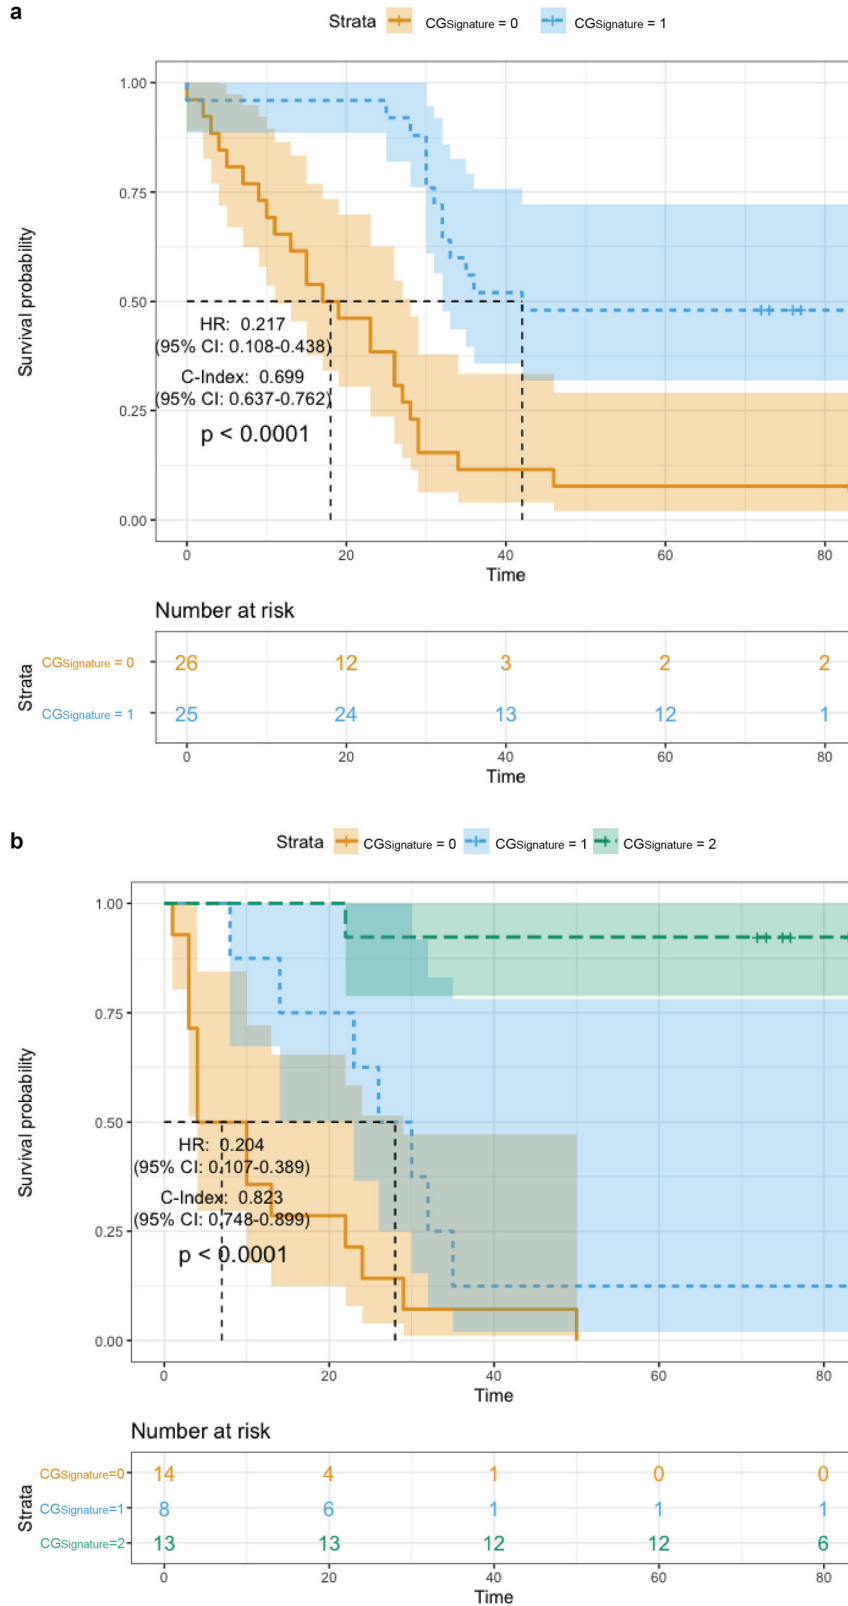 a
Strata CGSignature = 0 CGSignature = 1
1.00
0.75
0.50
0.25
0.00
Survival probability
HR: 0.217
(95% CI: 0.108-0.438)
C-Index: 0.699
(95% CI: 0.637-0.762)
p < 0.0001
0 20 40 60 80
Time
Number at risk
Strata
CGSignature = 0 26 12 3 2 2
CGSignature = 1 25 24 13 12 1
0 20 40 60 80
Time
b
Strata CGSignature = 0 CGSignature = 1 CGSignature = 2
1.00
0.75
0.50
0.25
0.00
Survival probability
HR: 0.204
(95% CI: 0.107-0.389)
C-Index: 0.823
(95% CI: 0.748-0.899)
p < 0.0001
0 20 40 60 80
Time
Number at risk
Strata
CGSignature=0 14 4 1 0 0
CGSignature=1 8 6 1 1 1
CGSignature=2 13 13 12 12 6
0 20 40 60 80
Time